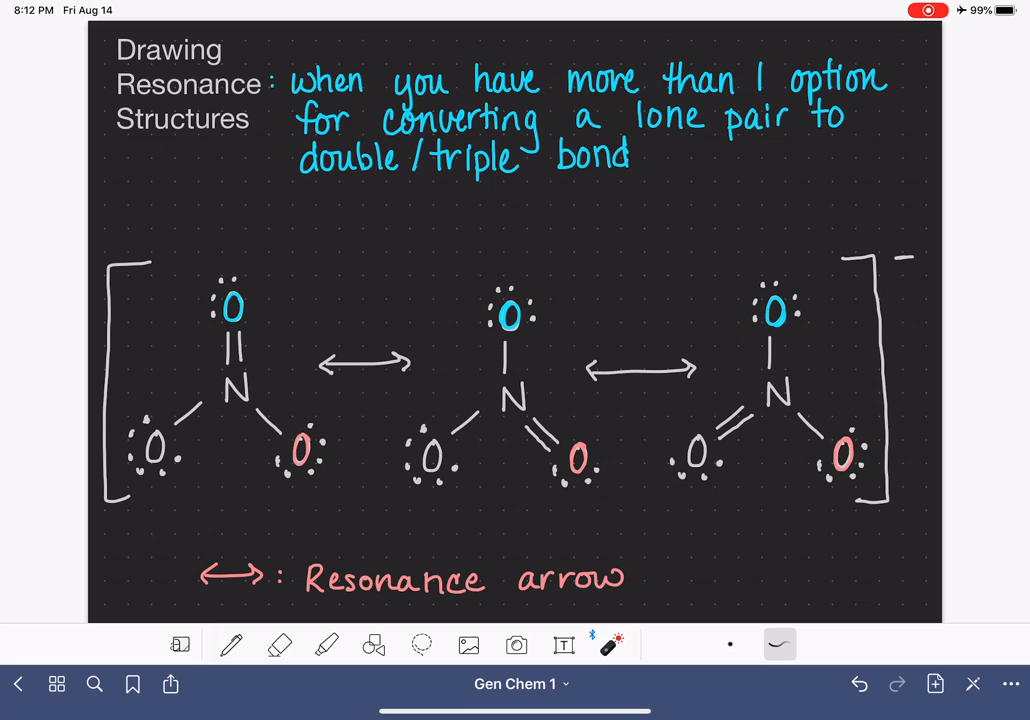 8:12 PM Fri Aug 14
99%
Drawing
Resonance : when you have more than 1 option
Structures for converting a lone pair to
double/triple bond
O O O
N N N
O O O O O O
↔ : Resonance arrow
T
Gen Chem 1